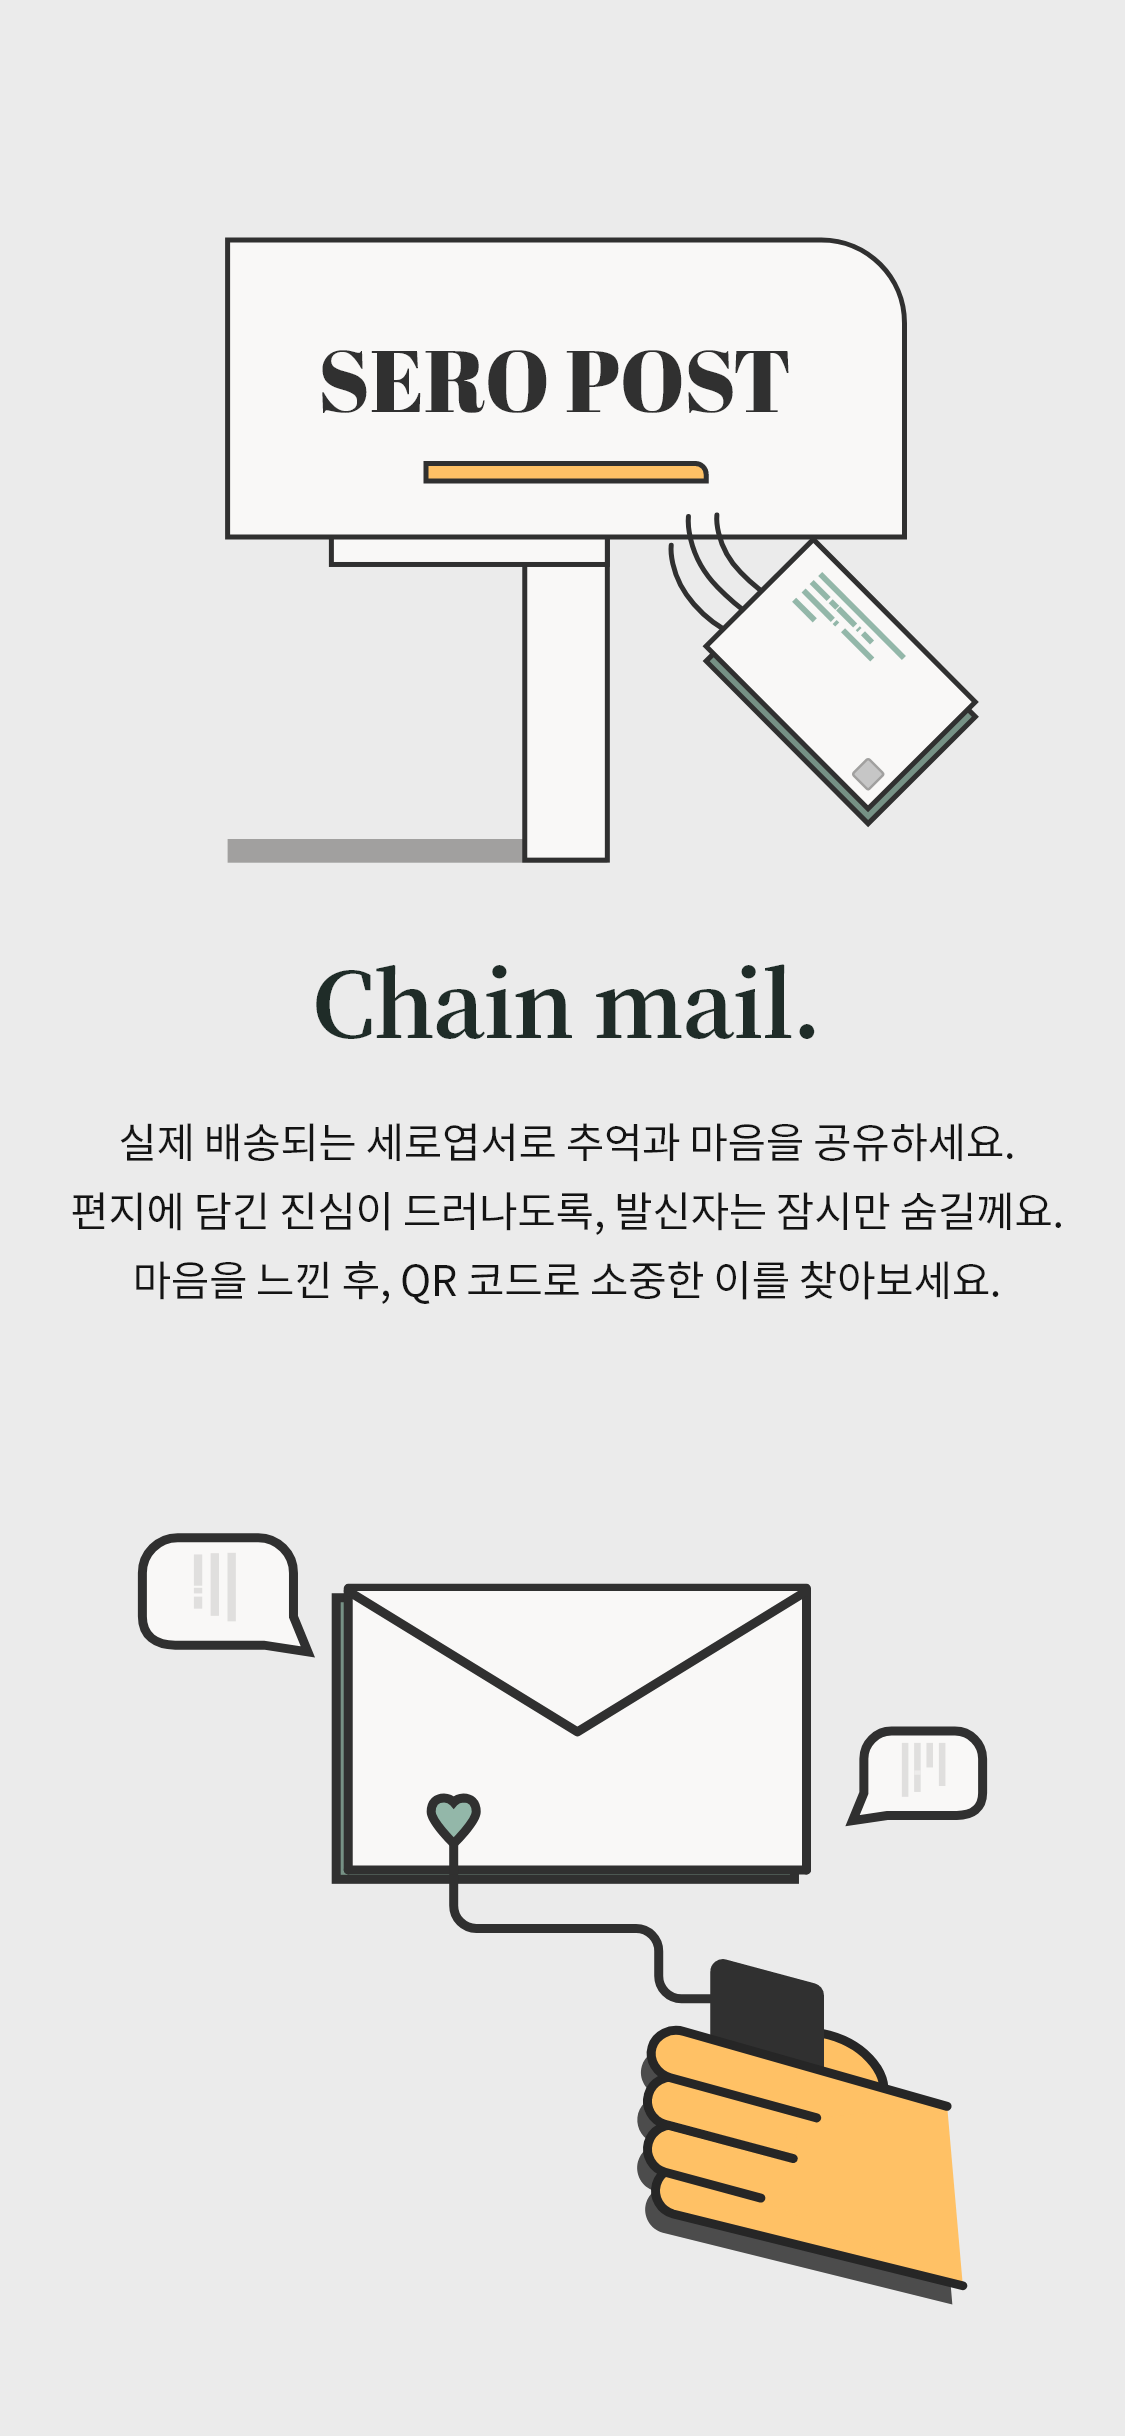 SERO POST
Chain mail.
실제 배송되는 세로엽서로 추억과 마음을 공유하세요.
편지에 담긴 진심이 드러나도록, 발신자는 잠시만 숨길께요.
마음을 느낀 후, QR 코드로 소중한 이를 찾아보세요.